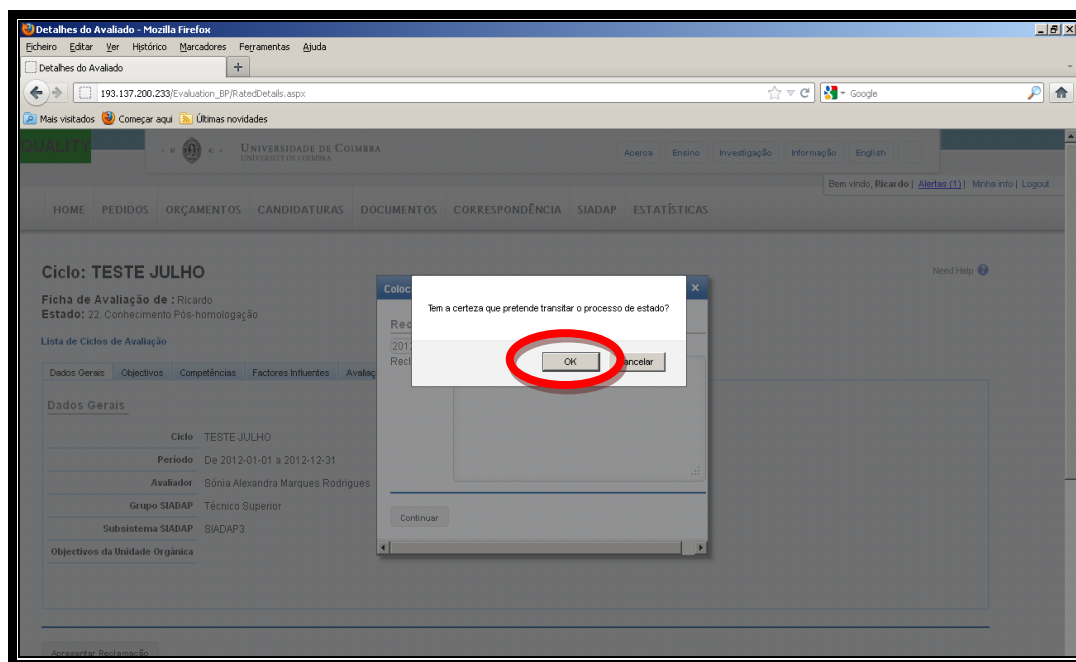 Detalhes do Avaliado - Mozilla Firefox
Ficheiro Editar Ver Histórico Marcadores Ferramentas Ajuda
Detalhes do Avaliado +
193.137.200.233/Evaluation_BP/RatedDetails.aspx Google
Mais visitados Começar aqui Últimas novidades
QUALITY · U C · UNIVERSIDADE DE COIMBRA
UNIVERSITY OF COIMBRA
Acerca Ensino Investigação Informação English
Bem vindo, Ricardo | Alertas (1) | Minha info | Logout
HOME PEDIDOS ORÇAMENTOS CANDIDATURAS DOCUMENTOS CORRESPONDÊNCIA SIADAP ESTATÍSTICAS
Ciclo: TESTE JULHO
Need Help ?
Ficha de Avaliação de : Ricardo
Estado: 22. Conhecimento Pós-homologação
Lista de Ciclos de Avaliação
Dados Gerais Objectivos Competências Factores Influentes
Dados Gerais
Ciclo TESTE JULHO
Período De 2012-01-01 a 2012-12-31
Avaliador Sónia Alexandra Marques Rodrigues
Grupo SIADAP Técnico Superior
Subsistema SIADAP SIADAP3
Objectivos da Unidade Orgânica
Apresentar Reclamação
Tem a certeza que pretende transitar o processo de estado?
OK Cancelar
Continuar